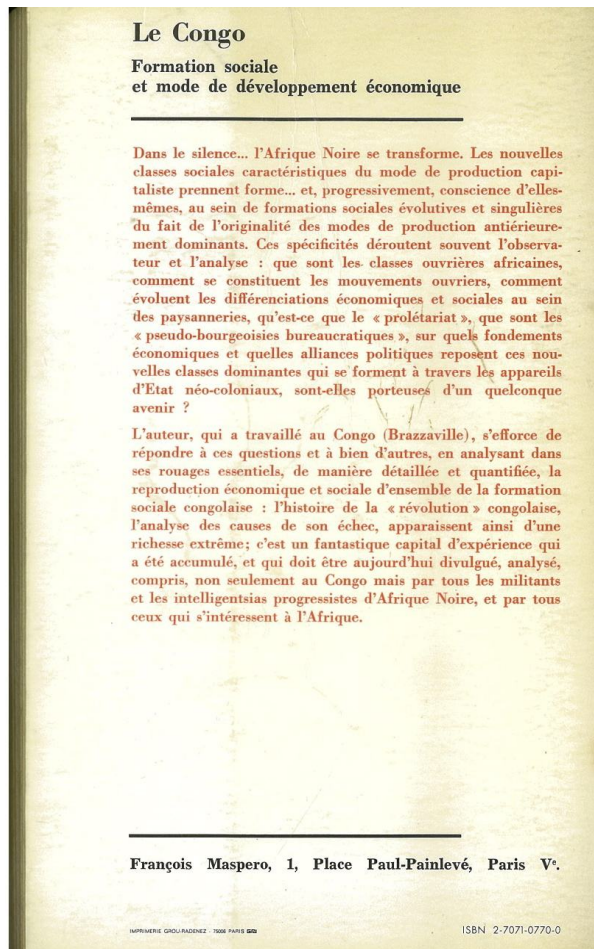 Le Congo
Formation sociale
et mode de développement économique
Dans le silence... l'Afrique Noire se transforme. Les nouvelles
classes sociales caractéristiques du mode de production capi-
taliste prennent forme... et, progressivement, conscience d'elles-
mêmes, au sein de formations sociales évolutives et singulières
du fait de l'originalité des modes de production antiérieure-
ment dominants. Ces spécificités déroutent souvent l'observa-
teur et l'analyse : que sont les classes ouvrières africaines,
comment se constituent les mouvements ouvriers, comment
évoluent les différenciations économiques et sociales au sein
des paysanneries, qu'est-ce que le « prolétariat », que sont les
« pseudo-bourgeoisies bureaucratiques », sur quels fondements
économiques et quelles alliances politiques reposent ces nou-
velles classes dominantes qui se forment à travers les appareils
d'Etat néo-coloniaux, sont-elles porteuses d'un quelconque
avenir ?
L'auteur, qui a travaillé au Congo (Brazzaville), s'efforce de
répondre à ces questions et à bien d'autres, en analysant dans
ses rouages essentiels, de manière détaillée et quantifiée, la
reproduction économique et sociale d'ensemble de la formation
sociale congolaise : l'histoire de la « révolution » congolaise,
l'analyse des causes de son échec, apparaissent ainsi d'une
richesse extrême; c'est un fantastique capital d'expérience qui
a été accumulé, et qui doit être aujourd'hui divulgué, analysé,
compris, non seulement au Congo mais par tous les militants
et les intelligentsias progressistes d'Afrique Noire, et par tous
ceux qui s'intéressent à l'Afrique.
François Maspero, 1, Place Paul-Painlevé, Paris Ve.
IMPRIMERIE GROU-RADENEZ - 75006 PARIS
ISBN 2-7071-0770-0